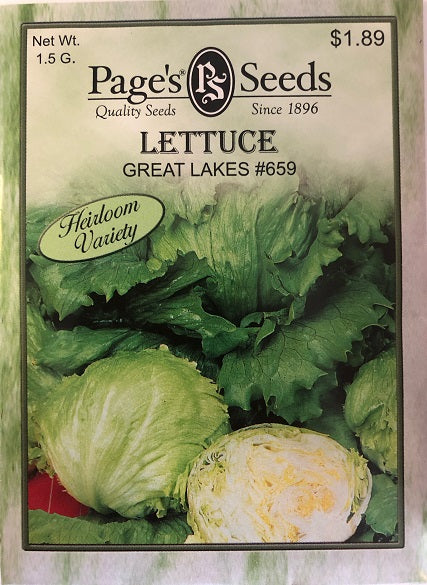 Net Wt.
1.5 G.
$1.89
Page's® PS Seeds
Quality Seeds Since 1896
LETTUCE
GREAT LAKES #659
Heirloom
Variety